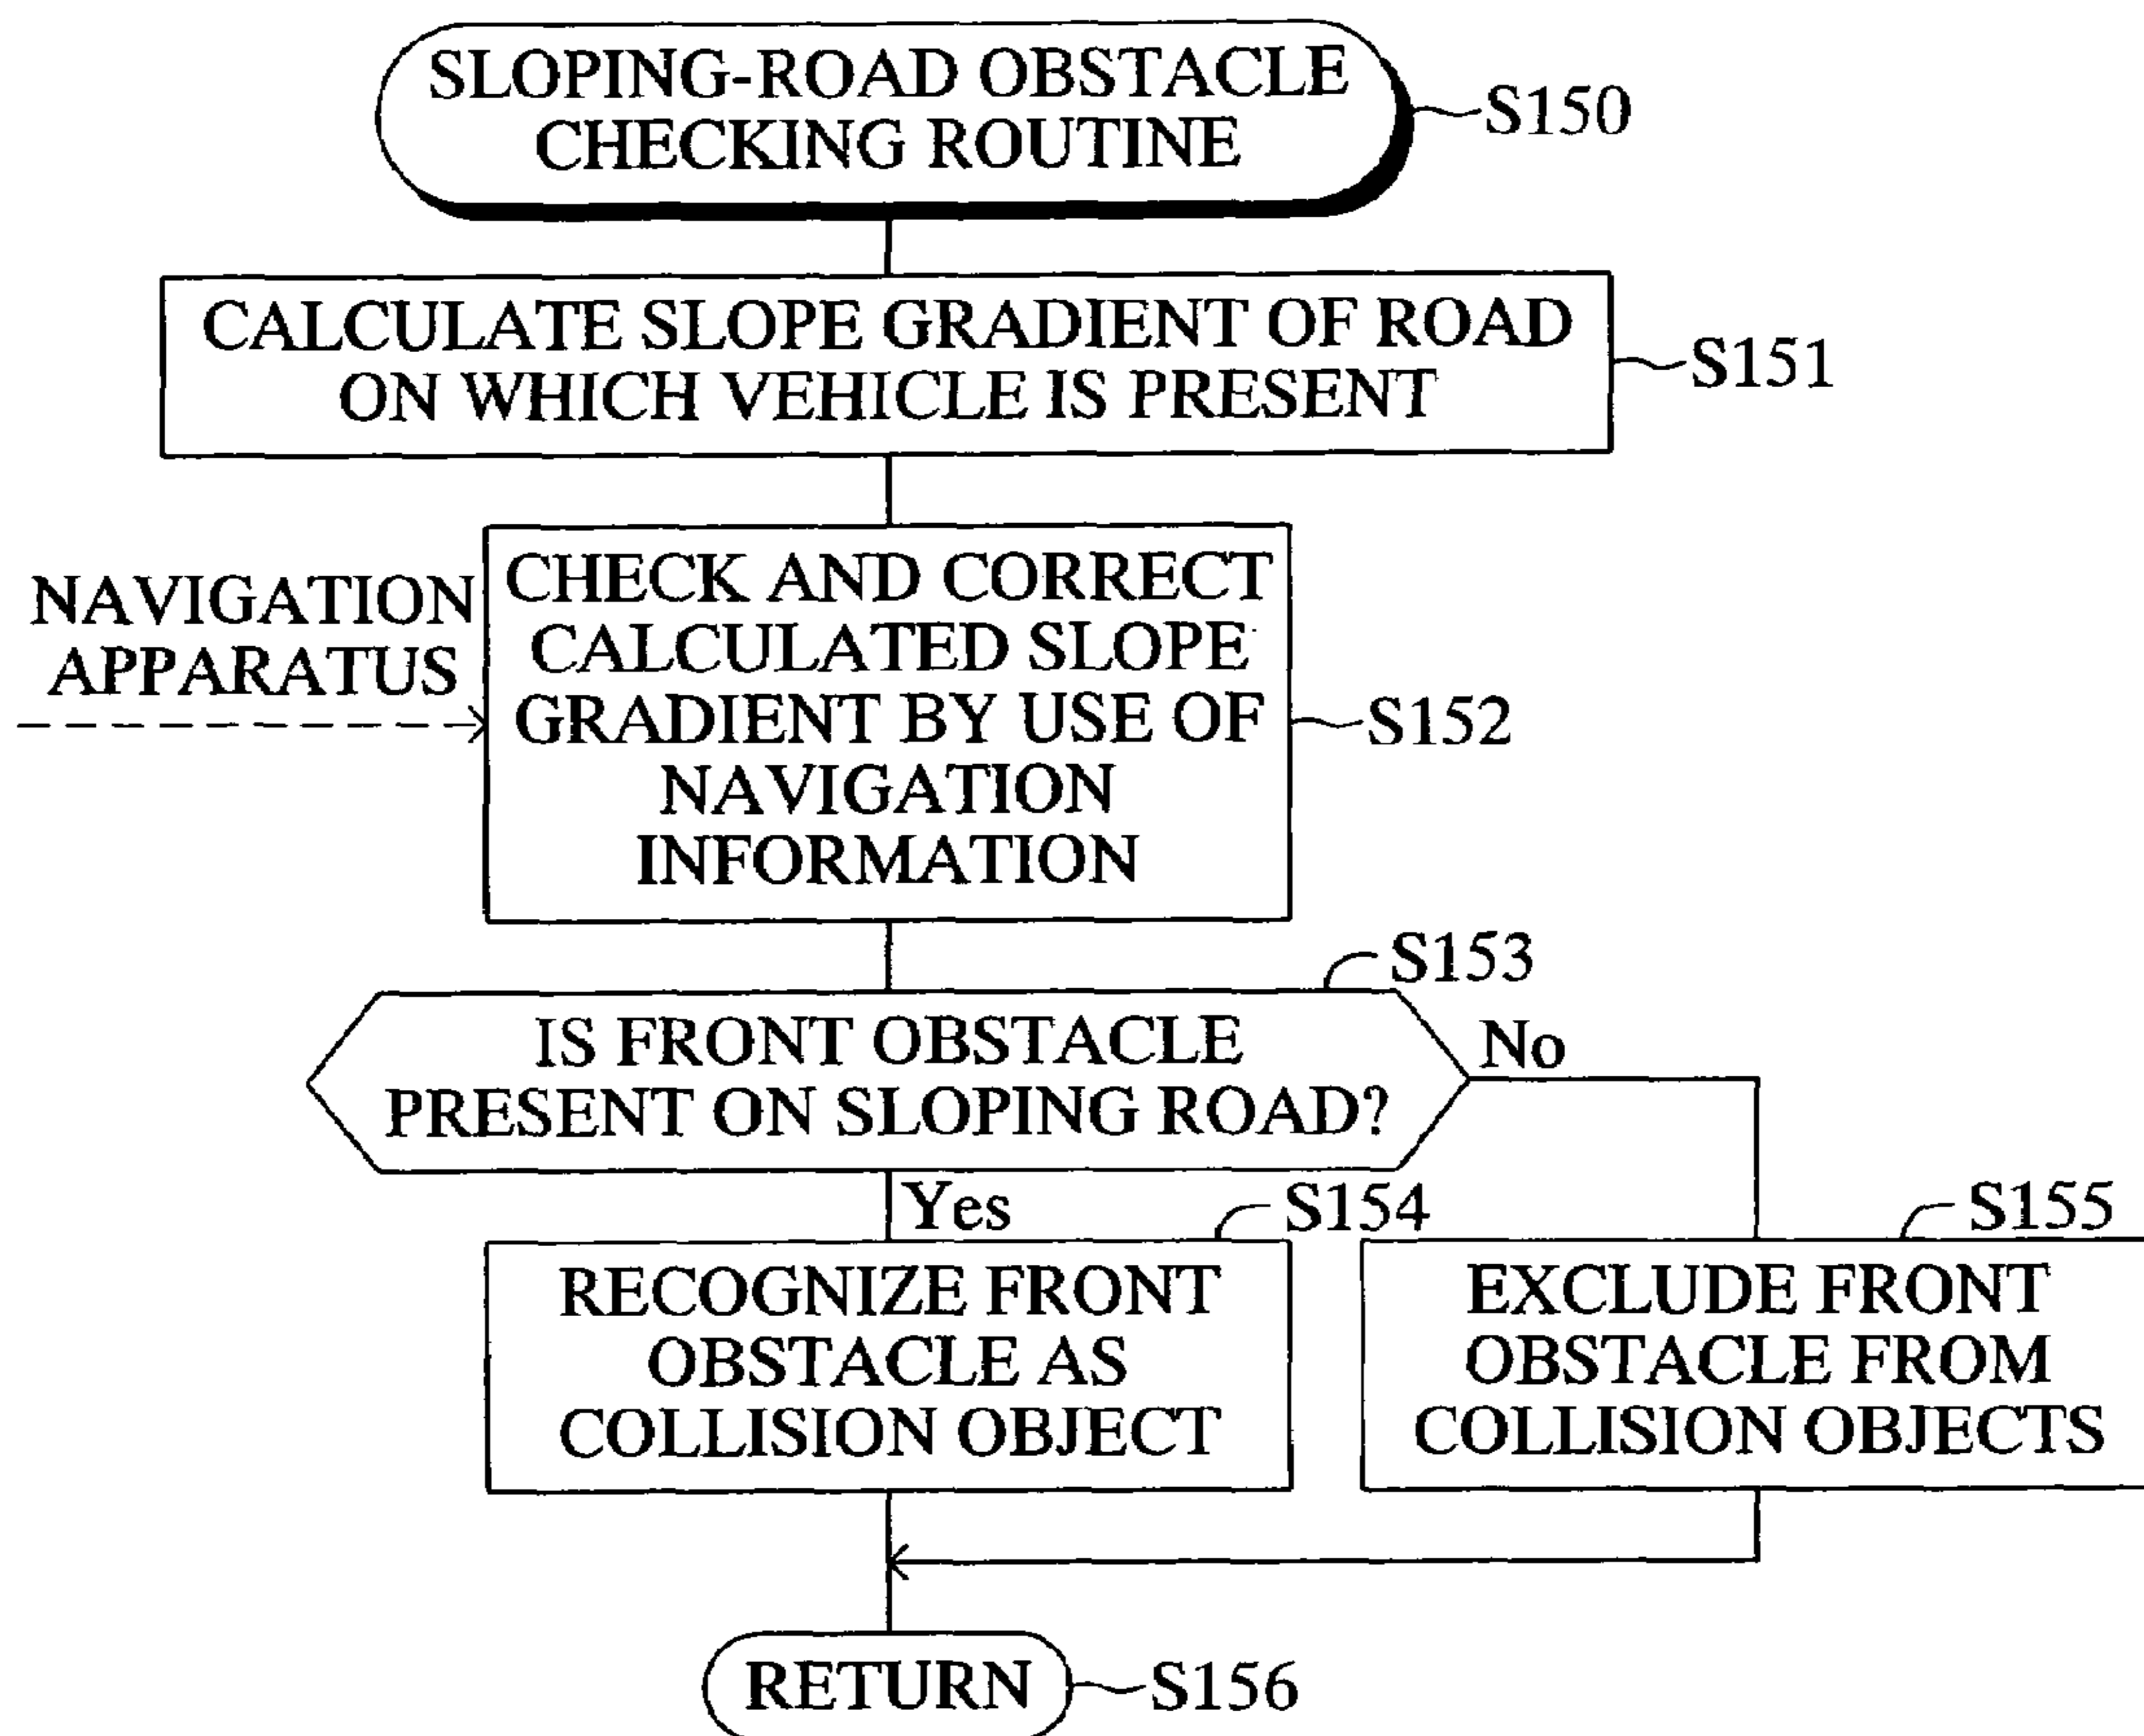 SLOPING-ROAD OBSTACLE
CHECKING ROUTINE
S150
CALCULATE SLOPE GRADIENT OF ROAD
ON WHICH VEHICLE IS PRESENT
S151
NAVIGATION
APPARATUS
CHECK AND CORRECT
CALCULATED SLOPE
GRADIENT BY USE OF
NAVIGATION
INFORMATION
S152
S153
IS FRONT OBSTACLE
PRESENT ON SLOPING ROAD?
No
Yes
S154
RECOGNIZE FRONT
OBSTACLE AS
COLLISION OBJECT
S155
EXCLUDE FRONT
OBSTACLE FROM
COLLISION OBJECTS
RETURN
S156